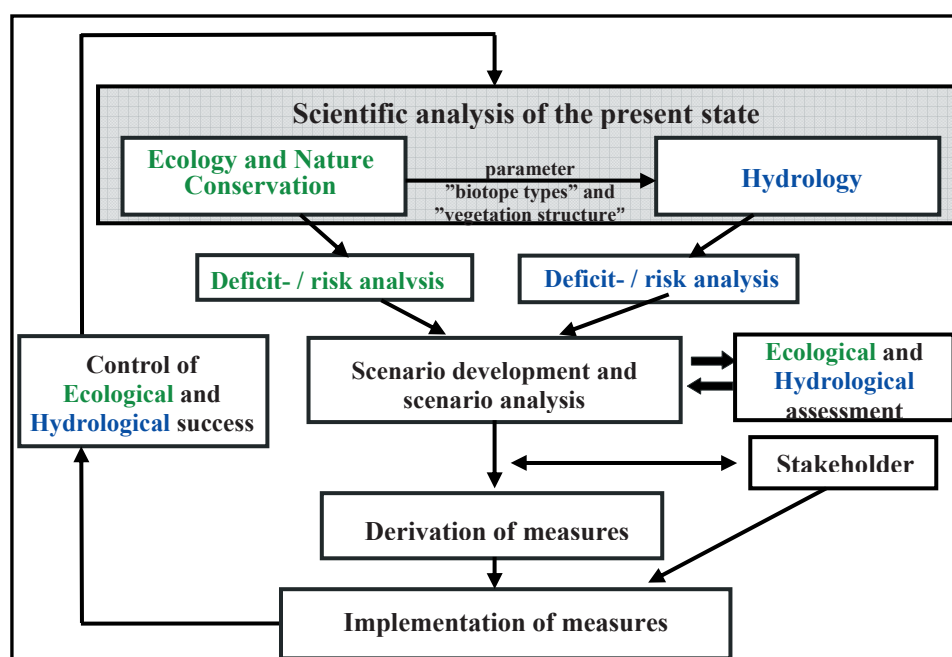 Scientific analysis of the present state
Ecology and Nature
Conservation
parameter
”biotope types” and
”vegetation structure”
Hydrology
Deficit- / risk analysis
Deficit- / risk analysis
Control of
Ecological and
Hydrological success
Scenario development and
scenario analysis
Ecological and
Hydrological
assessment
Stakeholder
Derivation of measures
Implementation of measures